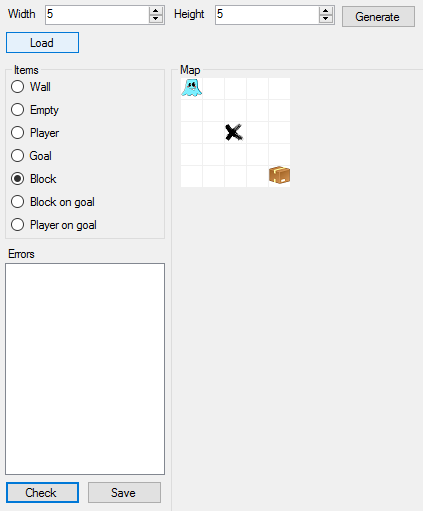 Width 5 Height 5 Generate
Load
Items Map
Wall
Empty
Player
Goal
Block
Block on goal
Player on goal
Errors
Check Save